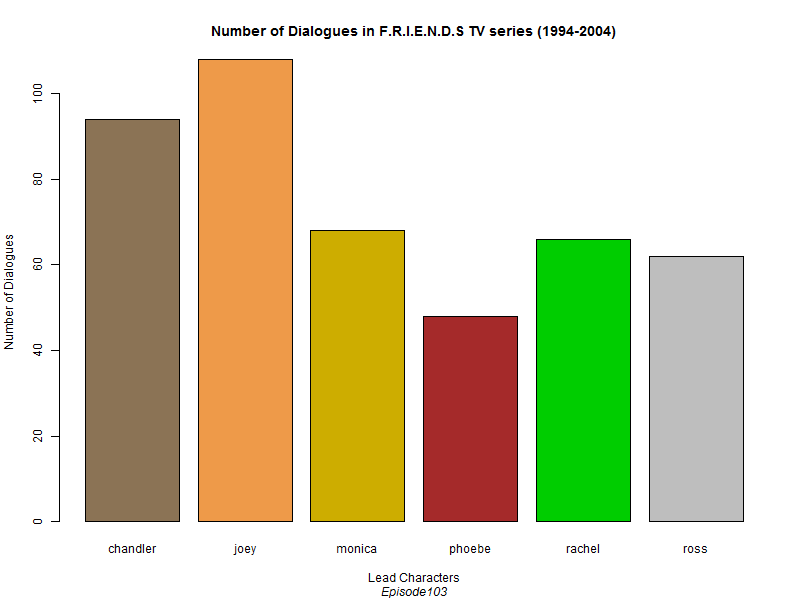 Number of Dialogues in F.R.I.E.N.D.S TV series (1994-2004)
Number of Dialogues
100
80
60
40
20
0
chandler joey monica phoebe rachel ross
Lead Characters
Episode103